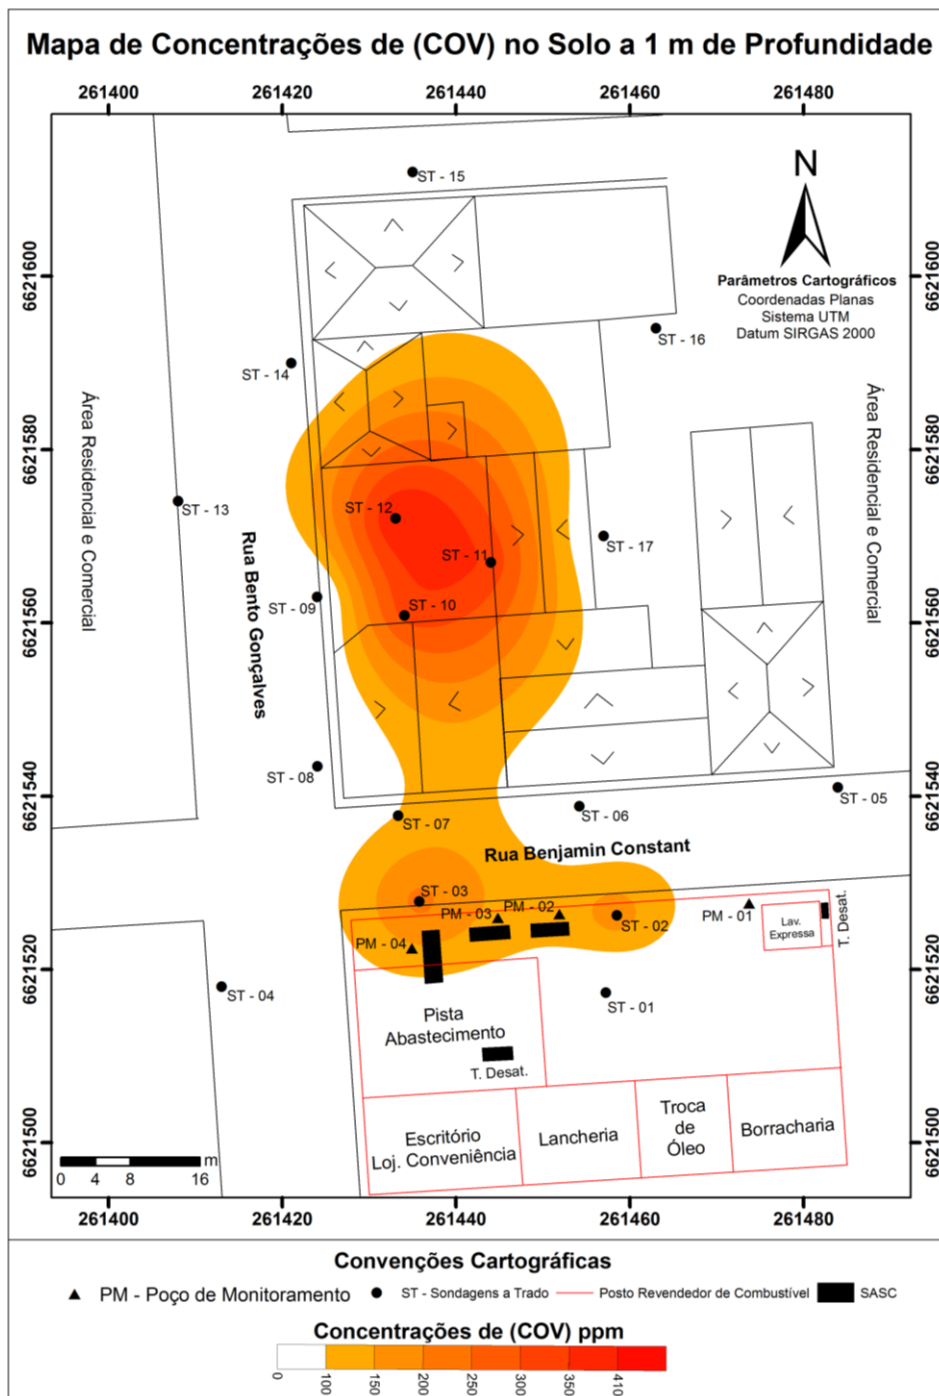 Mapa de Concentrações de (COV) no Solo a 1 m de Profundidade
261400 261420 261440 261460 261480
ST - 15
N
6621600
6621600
Parâmetros Cartográficos
Coordenadas Planas
Sistema UTM
Datum SIRGAS 2000
ST - 16
ST - 14
Área Residencial e Comercial
Área Residencial e Comercial
6621580
6621580
ST - 13
ST - 12
ST - 17
ST - 11
Rua Bento Gonçalves
ST - 09
ST - 10
6621560
6621560
ST - 08
6621540
6621540
ST - 05
ST - 06
ST - 07
Rua Benjamin Constant
ST - 03
PM - 02
PM - 03
PM - 01
ST - 02
Lav.
Expressa
T. Desat.
PM - 04
6621520
6621520
ST - 04
ST - 01
Pista
Abastecimento
T. Desat.
6621500
6621500
Escritório
Loj. Conveniência
Lancheria
Troca
de
Óleo
Borracharia
m
0 4 8 16
261400 261420 261440 261460 261480
Convenções Cartográficas
PM - Poço de Monitoramento ST - Sondagens a Trado Posto Revendedor de Combustível SASC
Concentrações de (COV) ppm
0 100 150 200 250 350 410